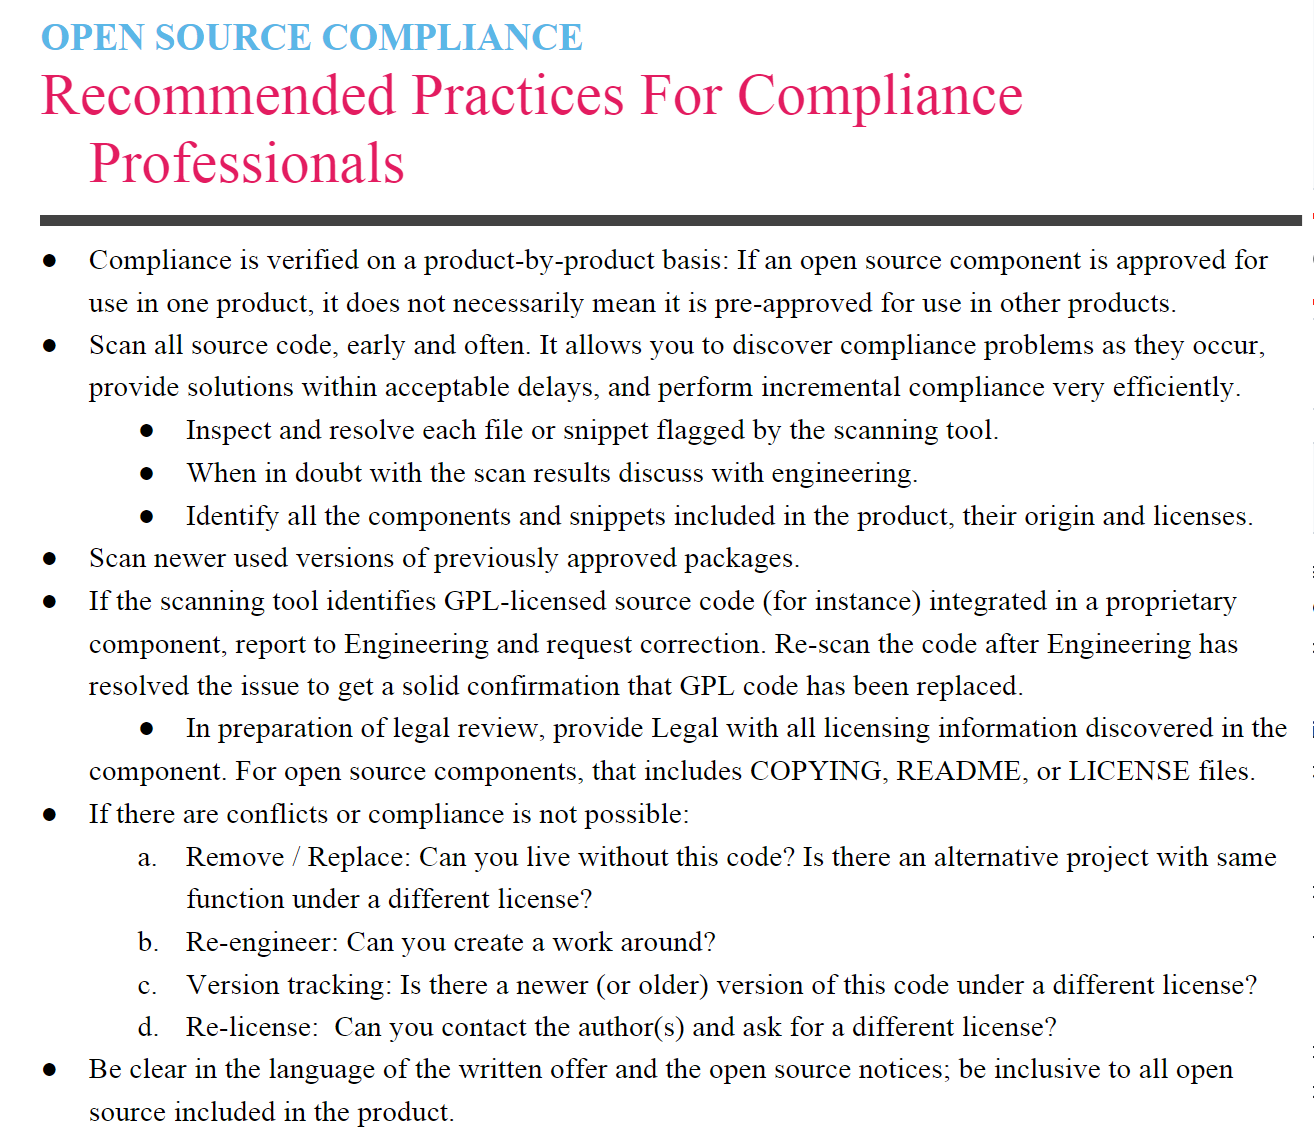 OPEN SOURCE COMPLIANCE
Recommended Practices For Compliance
Professionals
● Compliance is verified on a product-by-product basis: If an open source component is approved for
use in one product, it does not necessarily mean it is pre-approved for use in other products.
● Scan all source code, early and often. It allows you to discover compliance problems as they occur,
provide solutions within acceptable delays, and perform incremental compliance very efficiently.
● Inspect and resolve each file or snippet flagged by the scanning tool.
● When in doubt with the scan results discuss with engineering.
● Identify all the components and snippets included in the product, their origin and licenses.
● Scan newer used versions of previously approved packages.
● If the scanning tool identifies GPL-licensed source code (for instance) integrated in a proprietary
component, report to Engineering and request correction. Re-scan the code after Engineering has
resolved the issue to get a solid confirmation that GPL code has been replaced.
● In preparation of legal review, provide Legal with all licensing information discovered in the
component. For open source components, that includes COPYING, README, or LICENSE files.
● If there are conflicts or compliance is not possible:
a. Remove / Replace: Can you live without this code? Is there an alternative project with same
function under a different license?
b. Re-engineer: Can you create a work around?
c. Version tracking: Is there a newer (or older) version of this code under a different license?
d. Re-license:  Can you contact the author(s) and ask for a different license?
● Be clear in the language of the written offer and the open source notices; be inclusive to all open
source included in the product.